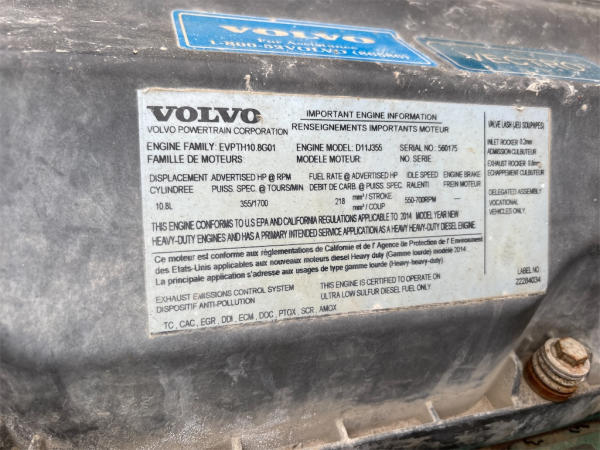 VOLVO
For Assistance
1-800-52VOLVO (86586)
VOLVO
VOLVO POWERTRAIN CORPORATION
IMPORTANT ENGINE INFORMATION
RENSEIGNEMENTS IMPORTANTS MOTEUR
ENGINE FAMILY: EVPTH10.8G01 ENGINE MODEL: D11J355 SERIAL NO: 560175
FAMILLE DE MOTEURS MODELE MOTEUR: NO. SERIE
DISPLACEMENT ADVERTISED HP @ RPM FUEL RATE @ ADVERTISED HP IDLE SPEED ENGINE BRAKE
CYLINDREE PUISS. SPEC @ TOURS/MIN DEBIT DE CARB. @ PUISS. SPEC RALENTI FREIN MOTEUR
10.8L 355/1700 218 mm³ / STROKE 550-700RPM —
mm³ / COUP
THIS ENGINE CONFORMS TO U.S EPA AND CALIFORNIA REGULATIONS APPLICABLE TO 2014 MODEL YEAR NEW
HEAVY-DUTY ENGINES AND HAS A PRIMARY INTENDED SERVICE APPLICATION AS A HEAVY HEAVY-DUTY DIESEL ENGINE.
Ce moteur est conforme aux réglementations de Californie et de l' Agence de Protection de l' Environnement
des Etats-Unis applicables aux nouveaux moteurs diesel Heavy duty (Gamme lourde) modèle 2014
La principale application s'adresse aux usages de type gamme lourde (Heavy-heavy-duty).
EXHAUST EMISSIONS CONTROL SYSTEM
DISPOSITIF ANTI-POLLUTION
THIS ENGINE IS CERTIFIED TO OPERATE ON
ULTRA LOW SULFUR DIESEL FUEL ONLY
TC , CAC , EGR , DDI , ECM , DOC , PTOX , SCR , AMOX
VALVE LASH (JEU SOUPAPES)
INLET ROCKER 0.2mm
ADMISSION CULBUTEUR
EXHAUST ROCKER
ECHAPPEMENT CULBUTEUR
DELEGATED ASSEMBLY
VOCATIONAL
VEHICLES ONLY
LABEL NO
22284034